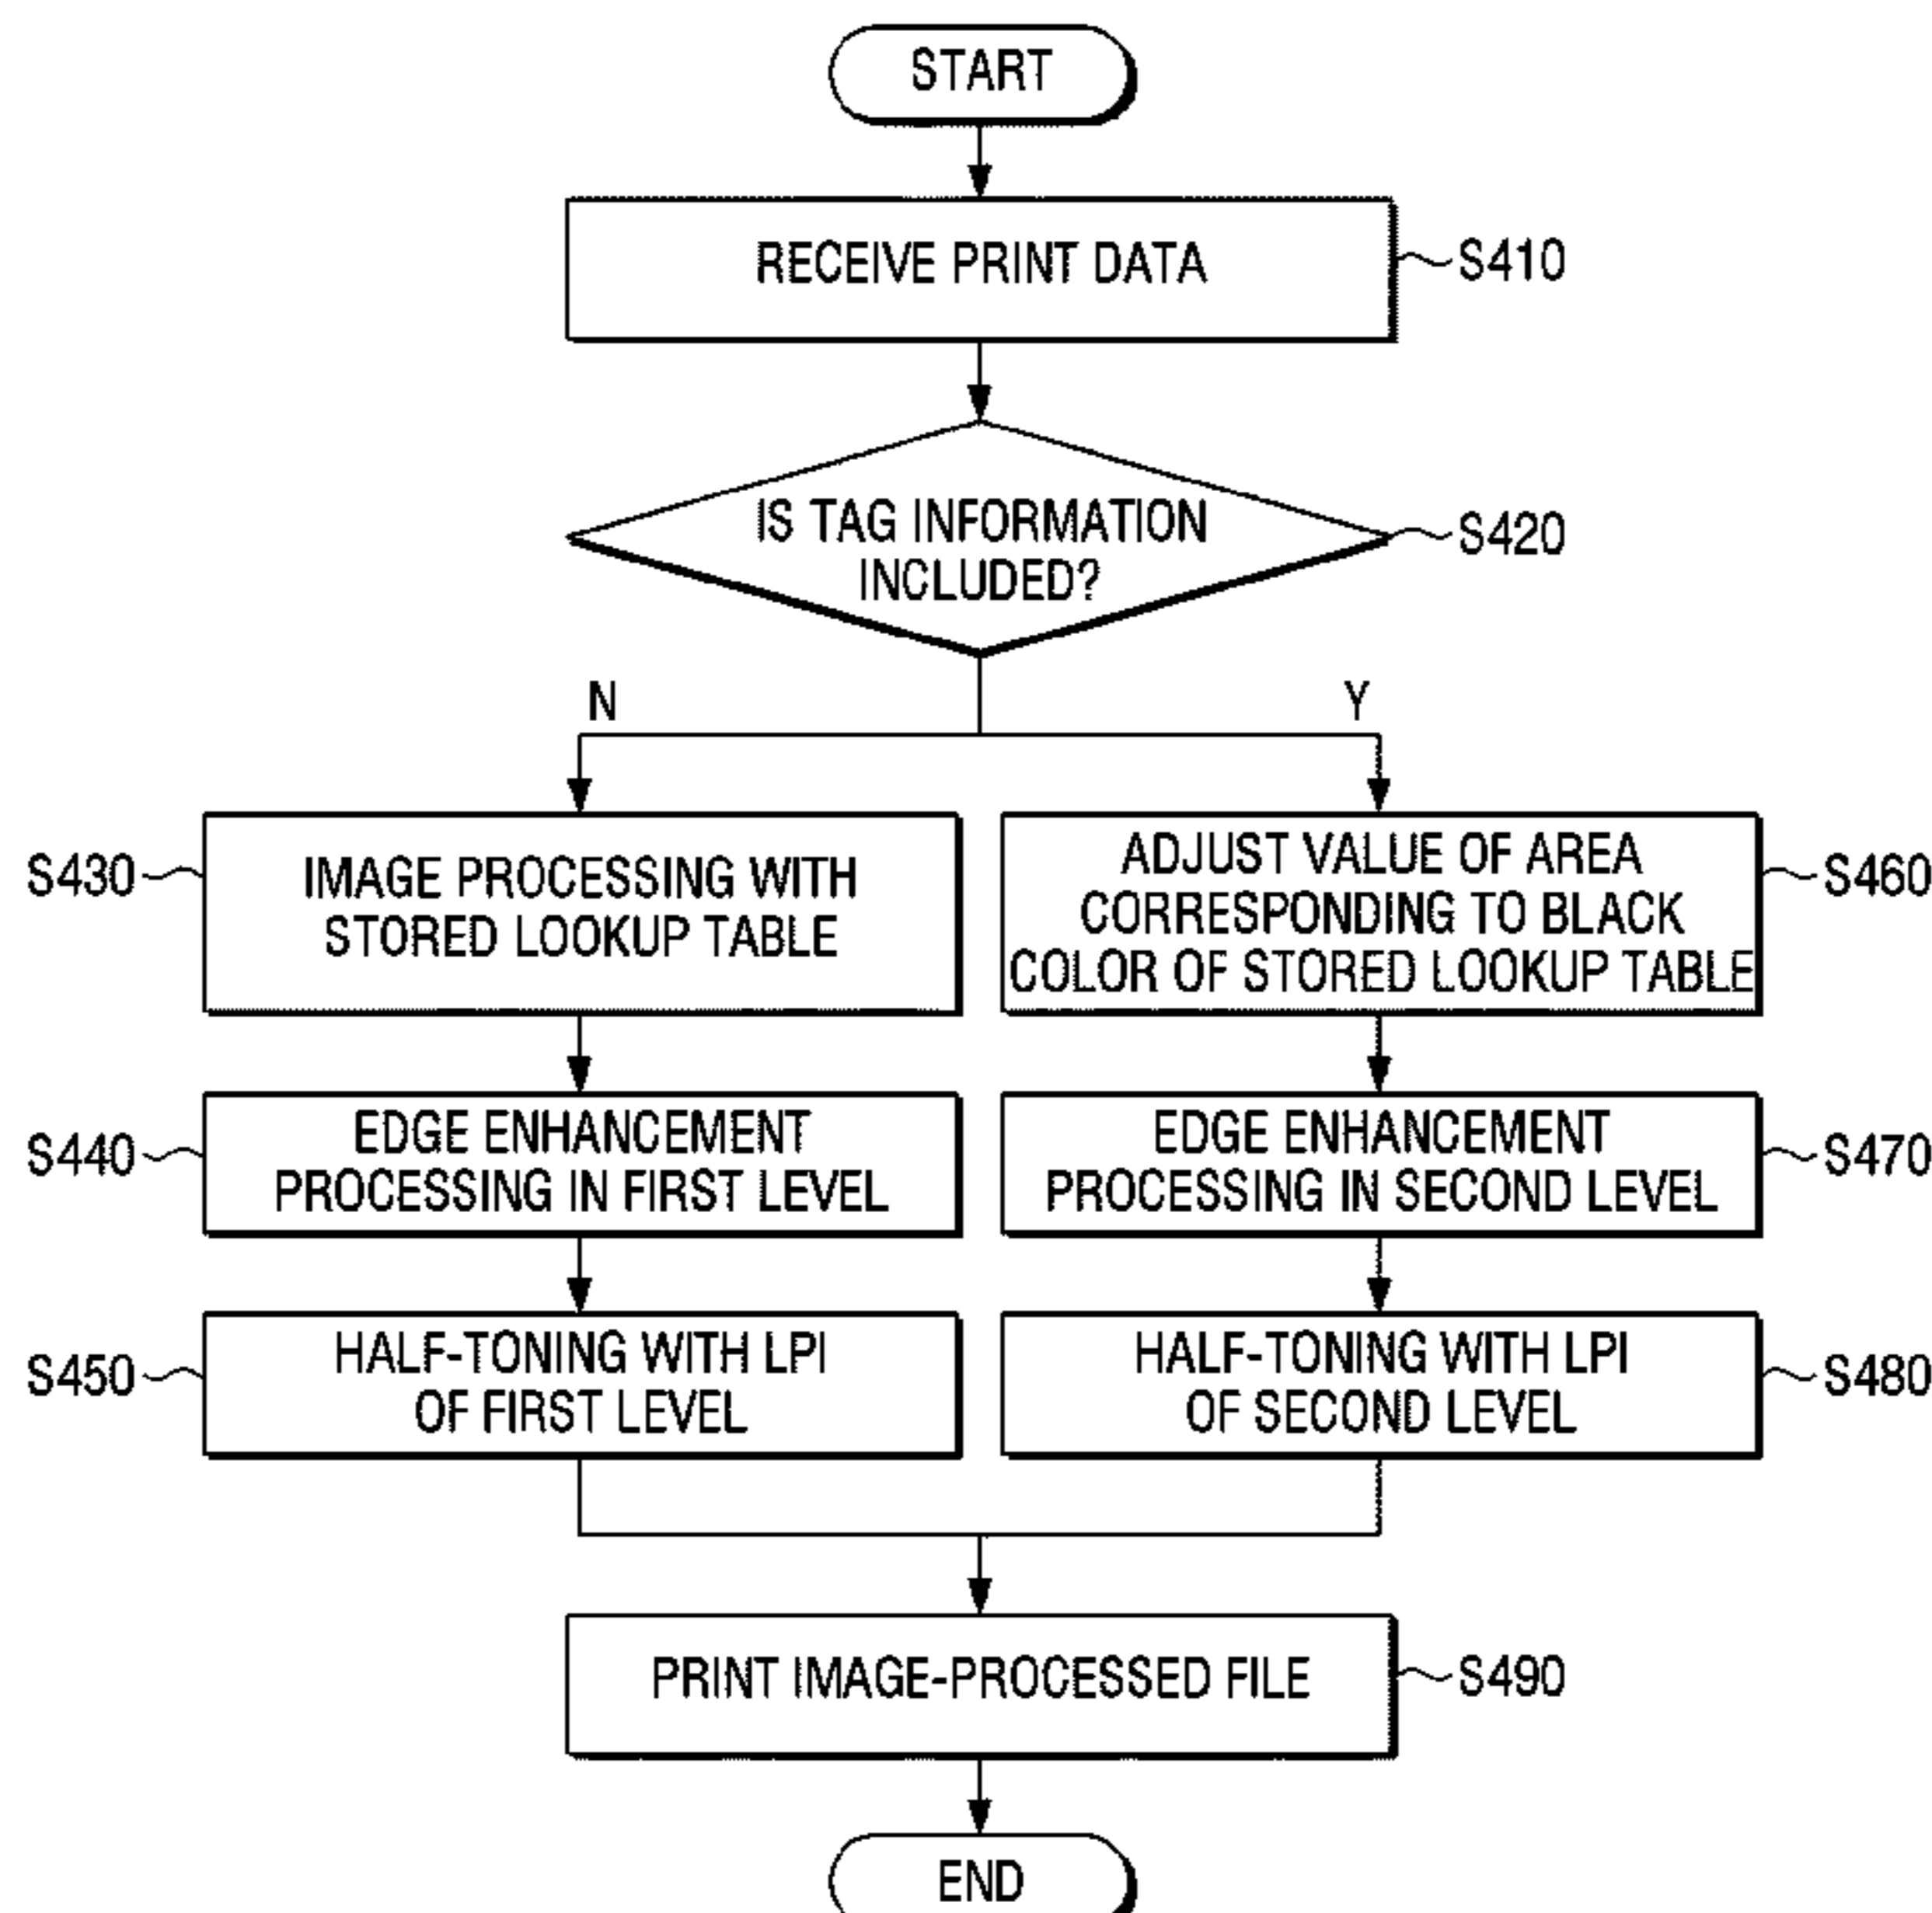 START
RECEIVE PRINT DATA
S410
IS TAG INFORMATION
INCLUDED?
S420
N
Y
S430
IMAGE PROCESSING WITH
STORED LOOKUP TABLE
ADJUST VALUE OF AREA
CORRESPONDING TO BLACK
COLOR OF STORED LOOKUP TABLE
S460
S440
EDGE ENHANCEMENT
PROCESSING IN FIRST LEVEL
EDGE ENHANCEMENT
PROCESSING IN SECOND LEVEL
S470
S450
HALF-TONING WITH LPI
OF FIRST LEVEL
HALF-TONING WITH LPI
OF SECOND LEVEL
S480
PRINT IMAGE-PROCESSED FILE
S490
END